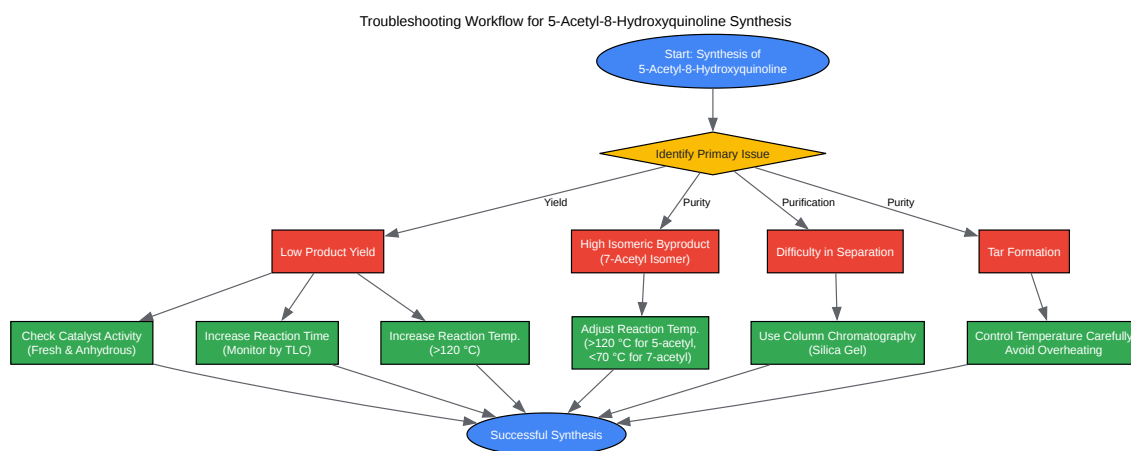 Troubleshooting Workflow for 5-Acetyl-8-Hydroxyquinoline Synthesis
Start: Synthesis of
5-Acetyl-8-Hydroxyquinoline
Identify Primary Issue
Yield
Purity
Purification
Purity
Low Product Yield
High Isomeric Byproduct
(7-Acetyl Isomer)
Difficulty in Separation
Tar Formation
Check Catalyst Activity
(Fresh & Anhydrous)
Increase Reaction Time
(Monitor by TLC)
Increase Reaction Temp.
(>120 °C)
Adjust Reaction Temp.
(>120 °C for 5-acetyl,
<70 °C for 7-acetyl)
Use Column Chromatography
(Silica Gel)
Control Temperature Carefully
Avoid Overheating
Successful Synthesis